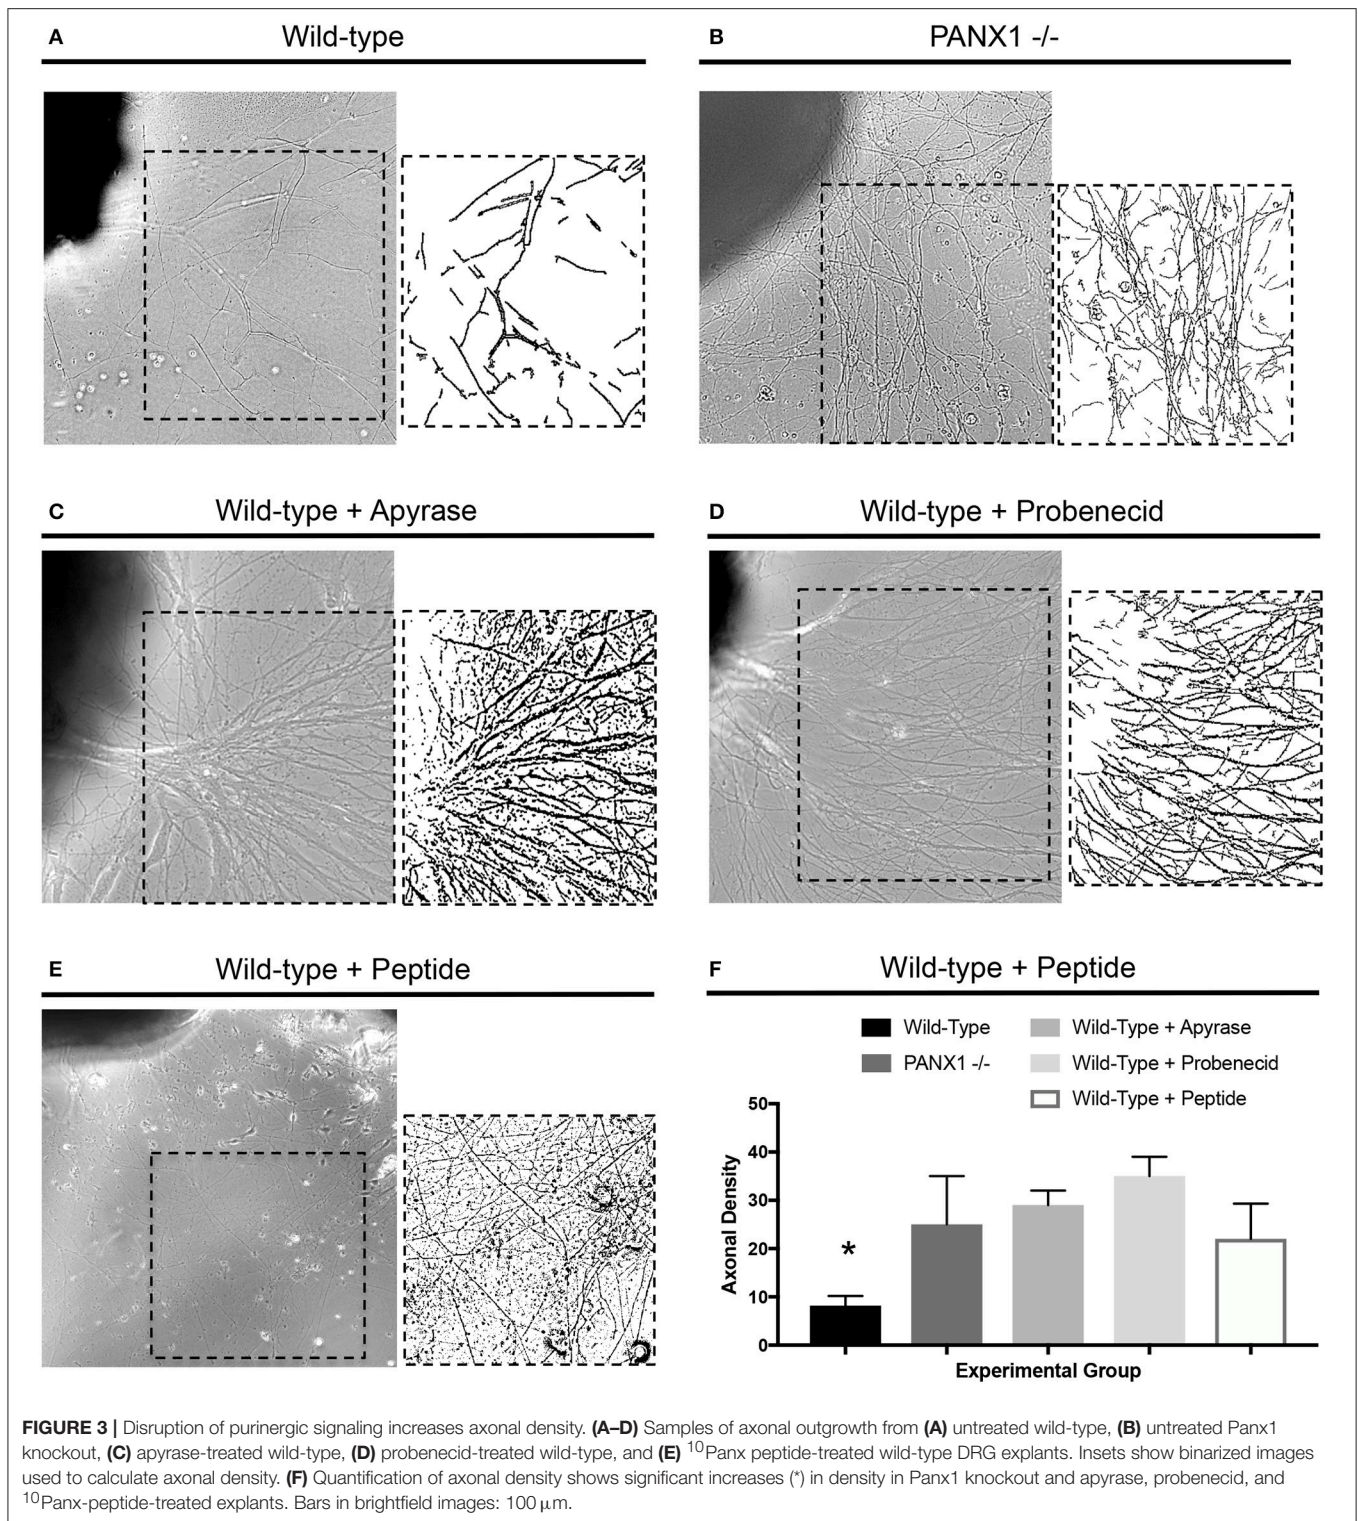 A Wild-type
B PANX1 -/-
C Wild-type + Apyrase
D Wild-type + Probenecid
E Wild-type + Peptide
F Wild-type + Peptide
Wild-Type
PANX1 -/-
Wild-Type + Apyrase
Wild-Type + Probenecid
Wild-Type + Peptide
50
40
30
20
10
0
Axonal Density
*
Experimental Group
FIGURE 3 | Disruption of purinergic signaling increases axonal density. (A–D) Samples of axonal outgrowth from (A) untreated wild-type, (B) untreated Panx1
knockout, (C) apyrase-treated wild-type, (D) probenecid-treated wild-type, and (E) ¹⁰Panx peptide-treated wild-type DRG explants. Insets show binarized images
used to calculate axonal density. (F) Quantification of axonal density shows significant increases (*) in density in Panx1 knockout and apyrase, probenecid, and
¹⁰Panx-peptide-treated explants. Bars in brightfield images: 100 μm.